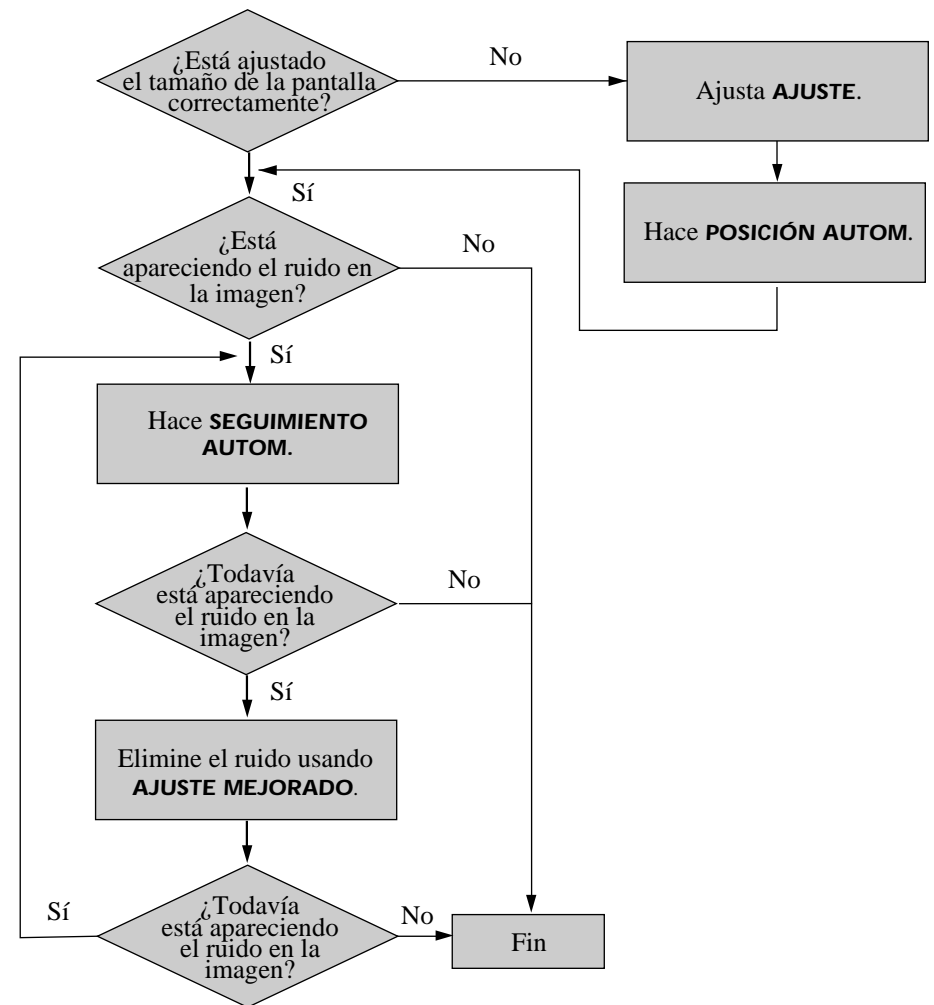 ¿Está ajustado
el tamaño de la pantalla
correctamente?
No
Ajusta AJUSTE.
Sí
Hace POSICIÓN AUTOM.
¿Está
apareciendo el ruido en
la imagen?
No
Sí
Hace SEGUIMIENTO
AUTOM.
¿Todavía
está apareciendo
el ruido en la
imagen?
No
Sí
Elimine el ruido usando
AJUSTE MEJORADO.
¿Todavía
está apareciendo
el ruido en la
imagen?
Sí
No
Fin